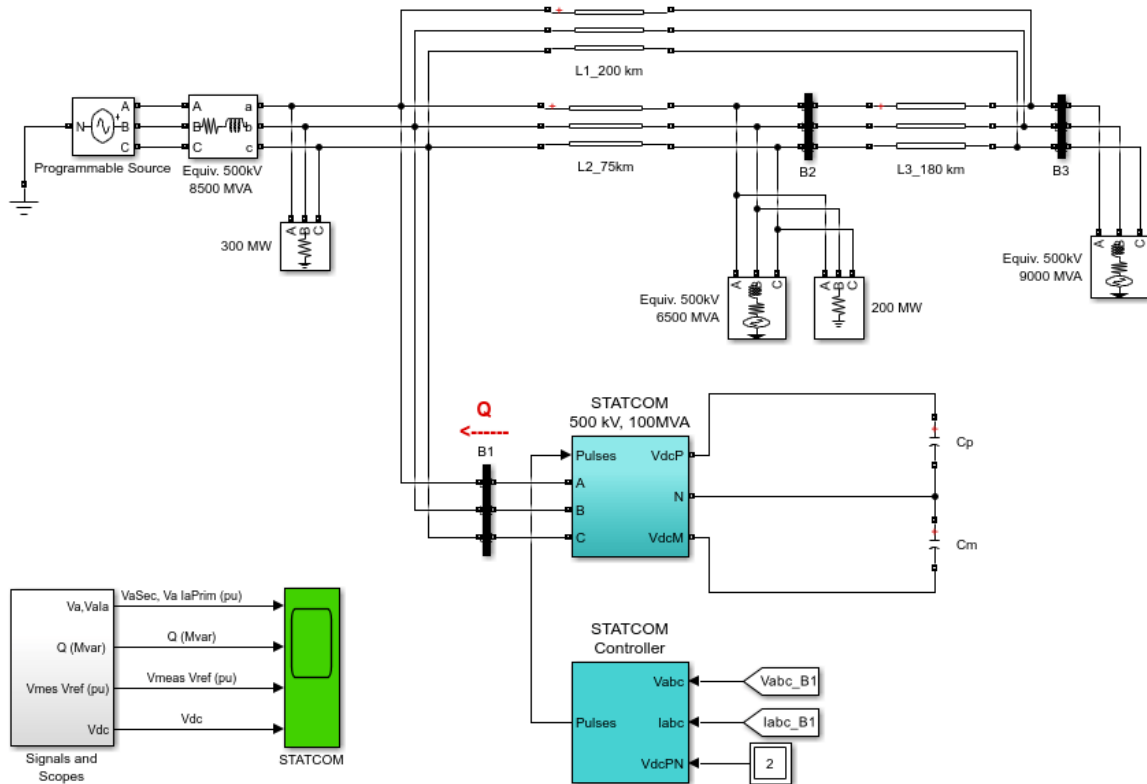 L1_200 km
A
B
C
N
A
B
C
a
b
c
Programmable Source
Equiv. 500kV
8500 MVA
L2_75km
B2
L3_180 km
B3
A
B
C
300 MW
A
B
C
Equiv. 500kV
6500 MVA
A
B
C
200 MW
A
B
C
Equiv. 500kV
9000 MVA
Q
B1
STATCOM
500 kV, 100MVA
Pulses
A
B
C
VdcP
N
VdcM
Cp
Cm
Va,VaIa
Q (Mvar)
Vmes Vref (pu)
Vdc
VaSec, Va IaPrim (pu)
Q (Mvar)
Vmeas Vref (pu)
Vdc
Signals and
Scopes
STATCOM
STATCOM
Controller
Pulses
Vabc
Iabc
VdcPN
Vabc_B1
Iabc_B1
2